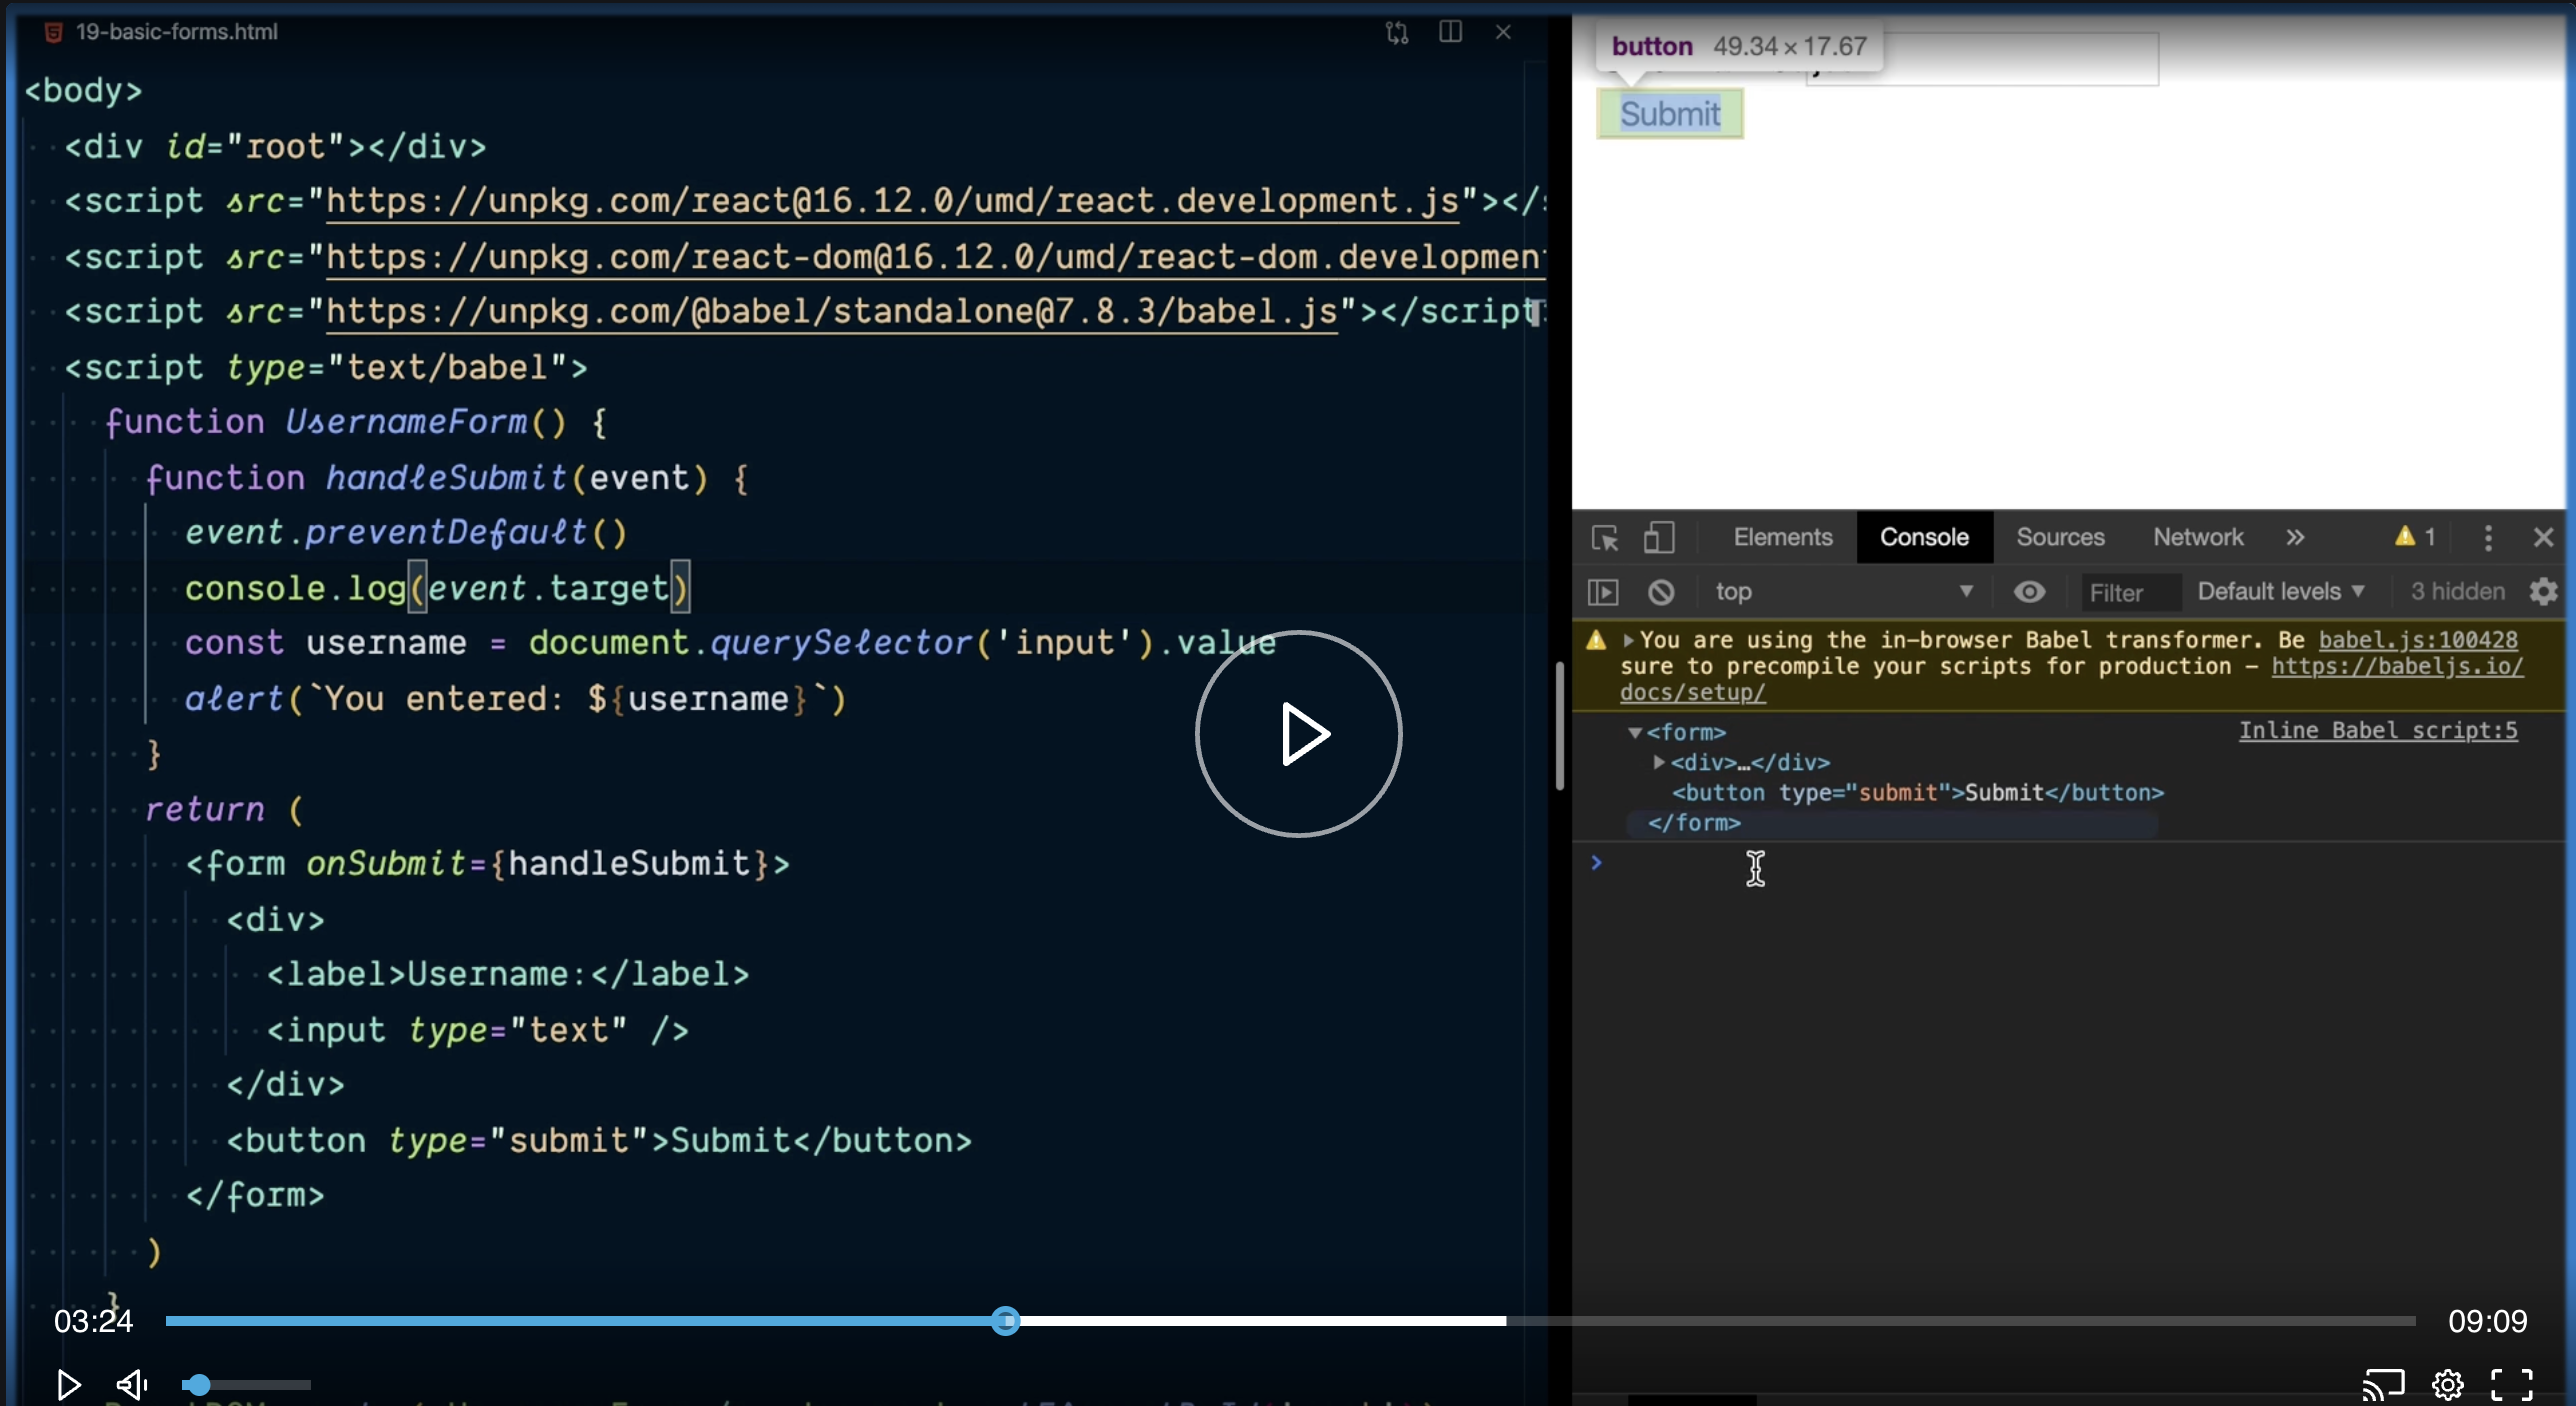 19-basic-forms.html
<body>
<div id="root"></div>
<script src="https://unpkg.com/react@16.12.0/umd/react.development.js"></
<script src="https://unpkg.com/react-dom@16.12.0/umd/react-dom.developmen
<script src="https://unpkg.com/@babel/standalone@7.8.3/babel.js"></script
<script type="text/babel">
function UsernameForm() {
function handleSubmit(event) {
event.preventDefault()
console.log(event.target)
const username = document.querySelector('input').value
alert(`You entered: ${username}`)
}
return (
<form onSubmit={handleSubmit}>
<div>
<label>Username:</label>
<input type="text" />
</div>
<button type="submit">Submit</button>
</form>
)
}
03:24
09:09
button 49.34 × 17.67
Submit
Elements Console Sources Network » 1
top Filter Default levels 3 hidden
You are using the in-browser Babel transformer. Be babel.js:100428
sure to precompile your scripts for production – https://babeljs.io/
docs/setup/
<form> Inline Babel script:5
<div>…</div>
<button type="submit">Submit</button>
</form>
>